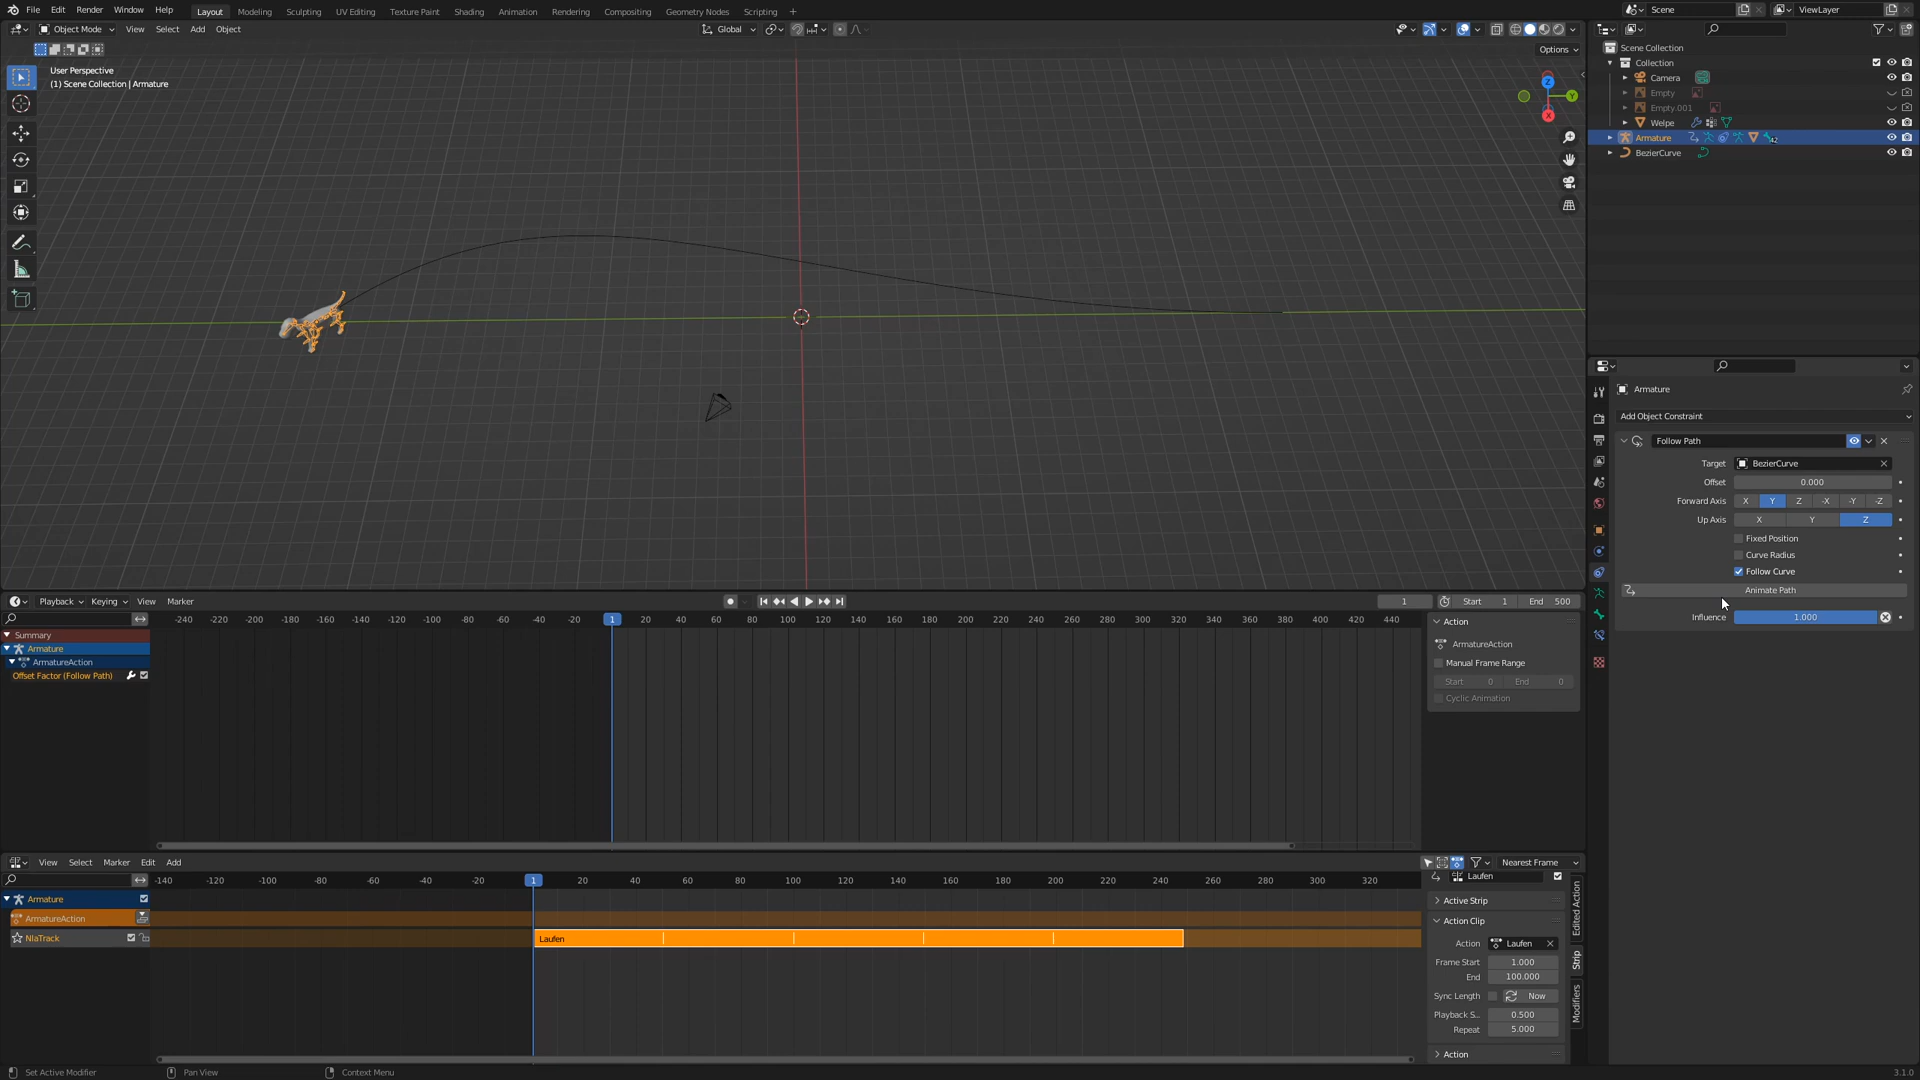 File Edit Render Window Help Layout Modeling Sculpting UV Editing Texture Paint Shading Animation Rendering Compositing Geometry Nodes Scripting + Scene ViewLayer
Object Mode View Select Add Object Global
Options
User Perspective
(1) Scene Collection | Armature
Z
Y
X
Scene Collection
Collection
Camera
Empty
Empty.001
Welpe
Armature 42
BezierCurve
Armature
Add Object Constraint
Follow Path
Target BezierCurve
Offset 0.000
Forward Axis X Y Z -X -Y -Z
Up Axis X Y Z
Fixed Position
Curve Radius
Follow Curve
Animate Path
Influence 1.000
Playback Keying View Marker 1 Start 1 End 500
-240 -220 -200 -180 -160 -140 -120 -100 -80 -60 -40 -20 1 20 40 60 80 100 120 140 160 180 200 220 240 260 280 300 320 340 360 380 400 420 440
Summary
Armature
ArmatureAction
Offset Factor (Follow Path)
Action
ArmatureAction
Manual Frame Range
Start 0 End 0
Cyclic Animation
View Select Marker Edit Add Nearest Frame
-140 -120 -100 -80 -60 -40 -20 1 20 40 60 80 100 120 140 160 180 200 220 240 260 280 300 320
Armature
ArmatureAction
NlaTrack
Laufen
Laufen
Active Strip
Action Clip
Action Laufen
Frame Start 1.000
End 100.000
Sync Length Now
Playback S... 0.500
Repeat 5.000
Action
Edited Action
Strip
Modifiers
Set Active Modifier Pan View Context Menu 3.1.0